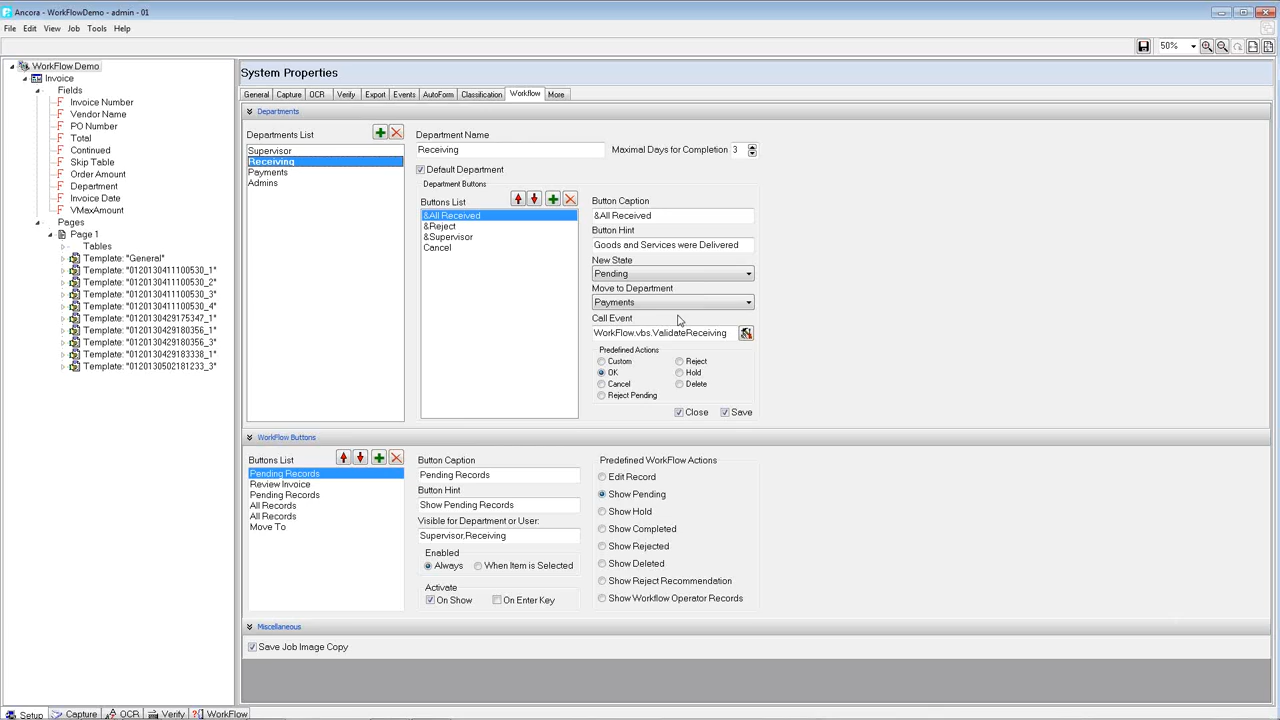 Ancora - WorkFlowDemo - admin - 01
File Edit View Job Tools Help
50%
WorkFlow Demo
Invoice
Fields
Invoice Number
Vendor Name
PO Number
Total
Continued
Skip Table
Order Amount
Department
Invoice Date
VMaxAmount
Pages
Page 1
Tables
Template: "General"
Template: "0120130411100530_1"
Template: "0120130411100530_2"
Template: "0120130411100530_3"
Template: "0120130411100530_4"
Template: "0120130429175347_1"
Template: "0120130429180356_1"
Template: "0120130429180356_3"
Template: "0120130429183338_1"
Template: "0120130502181233_3"
System Properties
General Capture OCR Verify Export Events AutoForm Classification Workflow More
Departments
Departments List
Supervisor
Receiving
Payments
Admins
Department Name
Receiving
Maximal Days for Completion 3
Default Department
Department Buttons
Buttons List
&All Received
&Reject
&Supervisor
Cancel
Button Caption
&All Received
Button Hint
Goods and Services were Delivered
New State
Pending
Move to Department
Payments
Call Event
WorkFlow.vbs.ValidateReceiving
Predefined Actions
Custom Reject
OK Hold
Cancel Delete
Reject Pending
Close Save
WorkFlow Buttons
Buttons List
Pending Records
Review Invoice
Pending Records
All Records
All Records
Move To
Button Caption
Pending Records
Button Hint
Show Pending Records
Visible for Department or User:
Supervisor,Receiving
Enabled
Always When Item is Selected
Activate
On Show On Enter Key
Predefined WorkFlow Actions
Edit Record
Show Pending
Show Hold
Show Completed
Show Rejected
Show Deleted
Show Reject Recommendation
Show Workflow Operator Records
Miscellaneous
Save Job Image Copy
Setup Capture OCR Verify WorkFlow